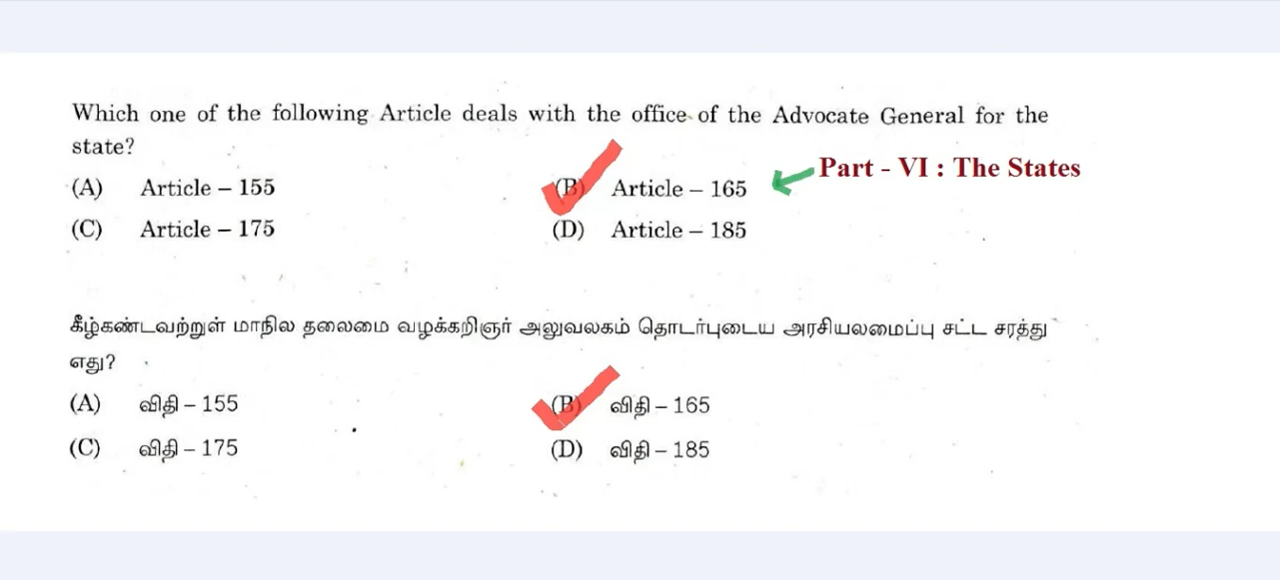 Which one of the following Article deals with the office of the Advocate General for the
state?
(A) Article – 155 (B) Article – 165 Part - VI : The States
(C) Article – 175 (D) Article – 185
கீழ்கண்டவற்றுள் மாநில தலைமை வழக்கறிஞர் அலுவலகம் தொடர்புடைய அரசியலமைப்பு சட்ட சரத்து
எது?
(A) விதி – 155 (B) விதி – 165
(C) விதி – 175 (D) விதி – 185